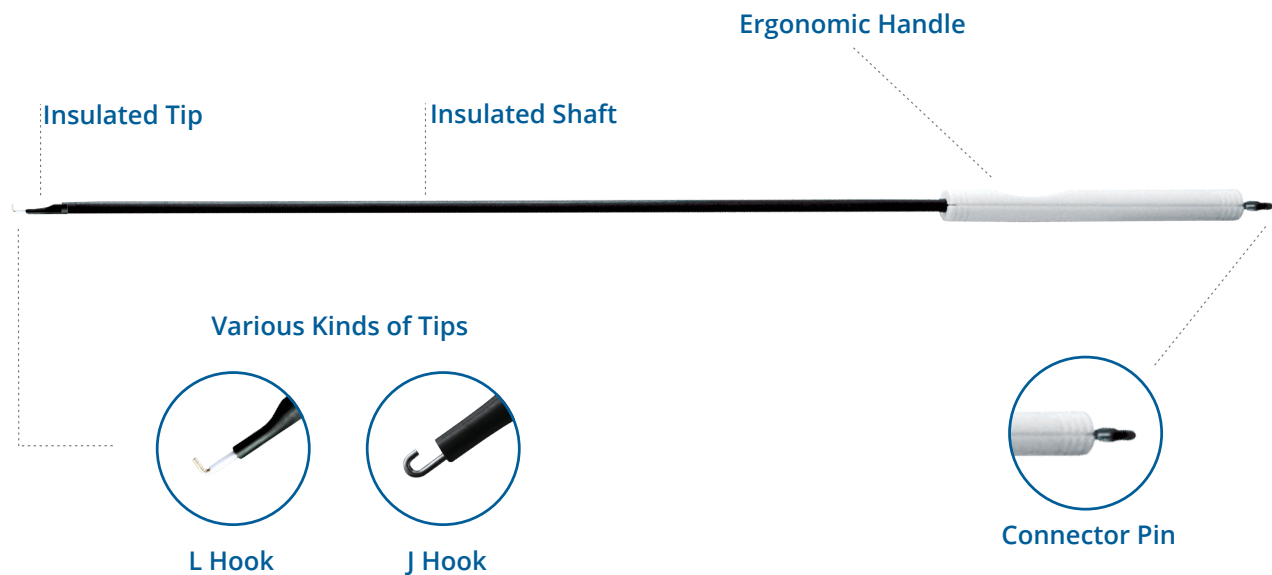 Ergonomic Handle
Insulated Tip
Insulated Shaft
Various Kinds of Tips
L Hook
J Hook
Connector Pin